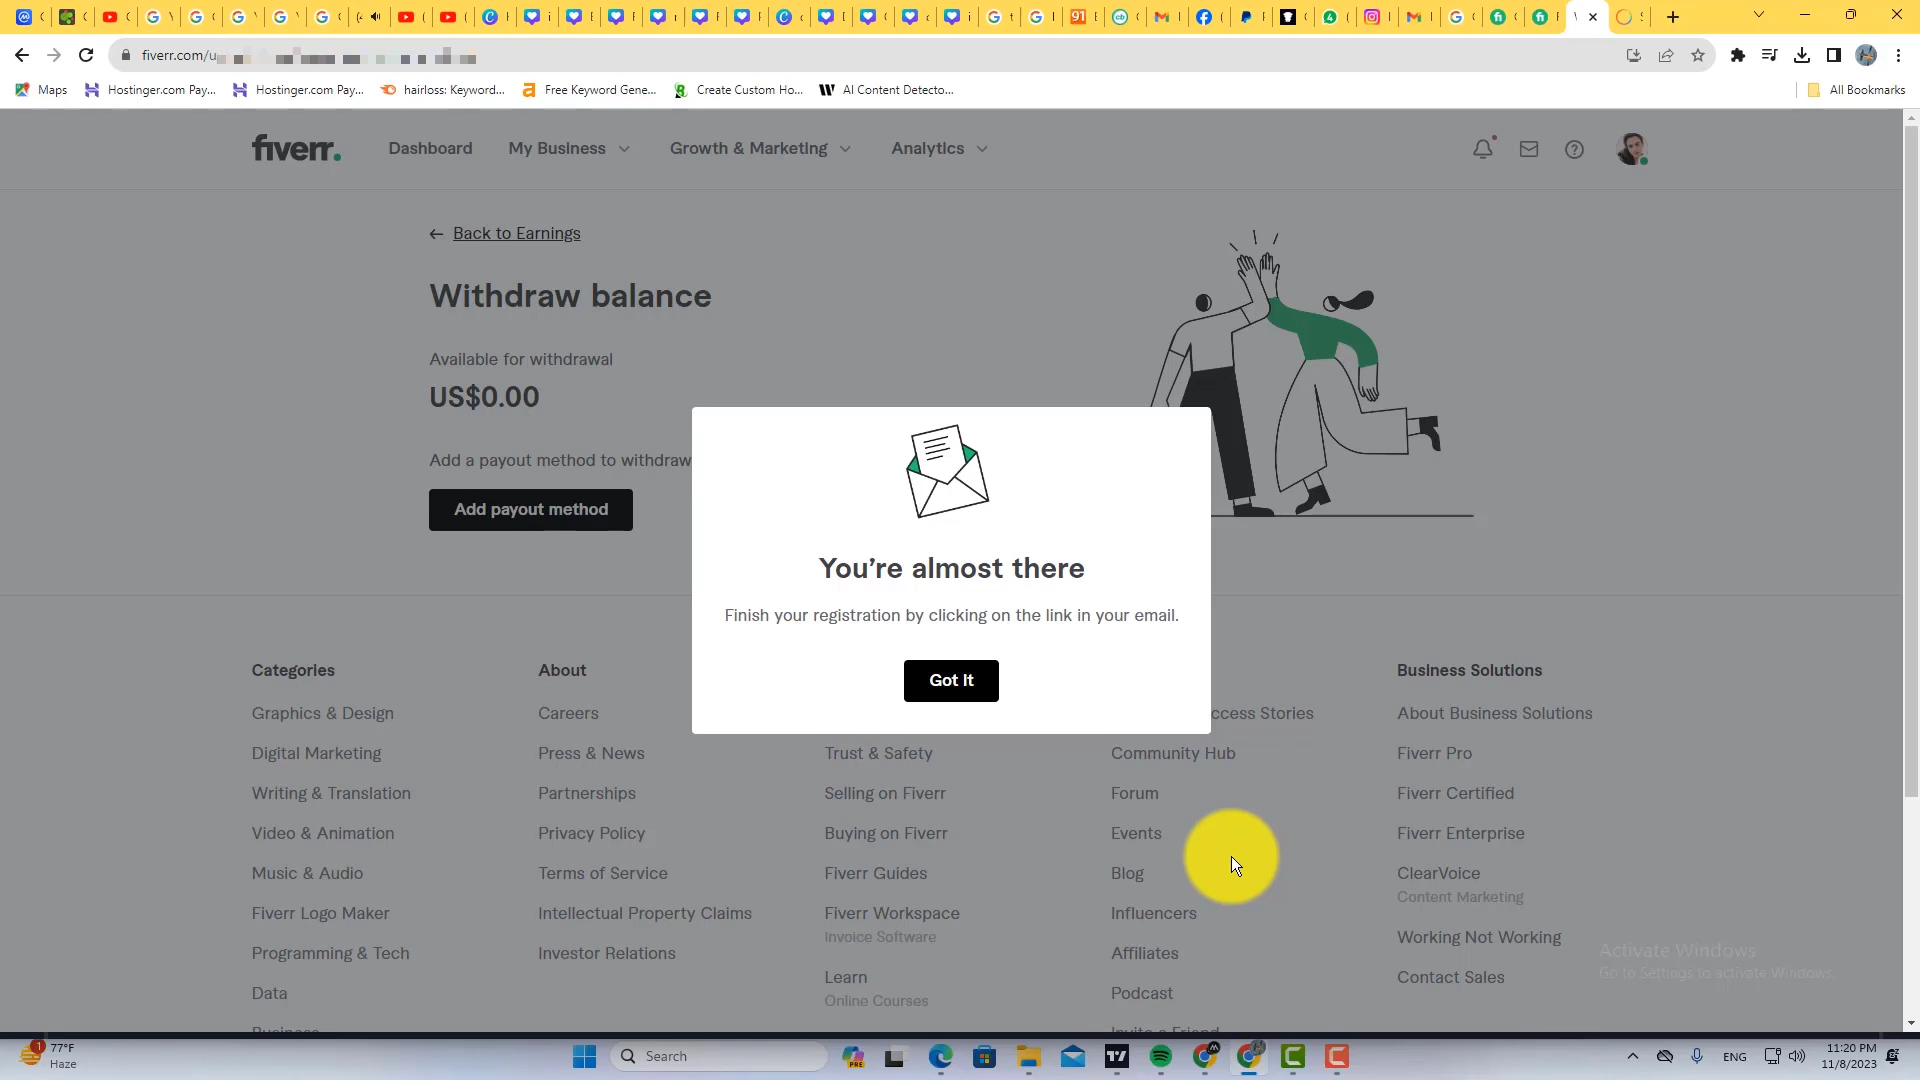 fiverr.com/u
Maps
Hostinger.com Pay...
Hostinger.com Pay...
hairloss: Keyword...
Free Keyword Gene...
Create Custom Ho...
AI Content Detecto...
All Bookmarks
fiverr.
Dashboard
My Business
Growth & Marketing
Analytics
← Back to Earnings
Withdraw balance
Available for withdrawal
US$0.00
Add a payout method to withdraw
Add payout method
You're almost there
Finish your registration by clicking on the link in your email.
Got It
Categories
Graphics & Design
Digital Marketing
Writing & Translation
Video & Animation
Music & Audio
Fiverr Logo Maker
Programming & Tech
Data
Business
About
Careers
Press & News
Partnerships
Privacy Policy
Terms of Service
Intellectual Property Claims
Investor Relations
Trust & Safety
Selling on Fiverr
Buying on Fiverr
Fiverr Guides
Fiverr Workspace
Invoice Software
Learn
Online Courses
ccess Stories
Community Hub
Forum
Events
Blog
Influencers
Affiliates
Podcast
Invite a Friend
Business Solutions
About Business Solutions
Fiverr Pro
Fiverr Certified
Fiverr Enterprise
ClearVoice
Content Marketing
Working Not Working
Contact Sales
Activate Windows
Go to Settings to activate Windows.
1
77°F
Haze
Search
PRE
ENG
11:20 PM
11/8/2023